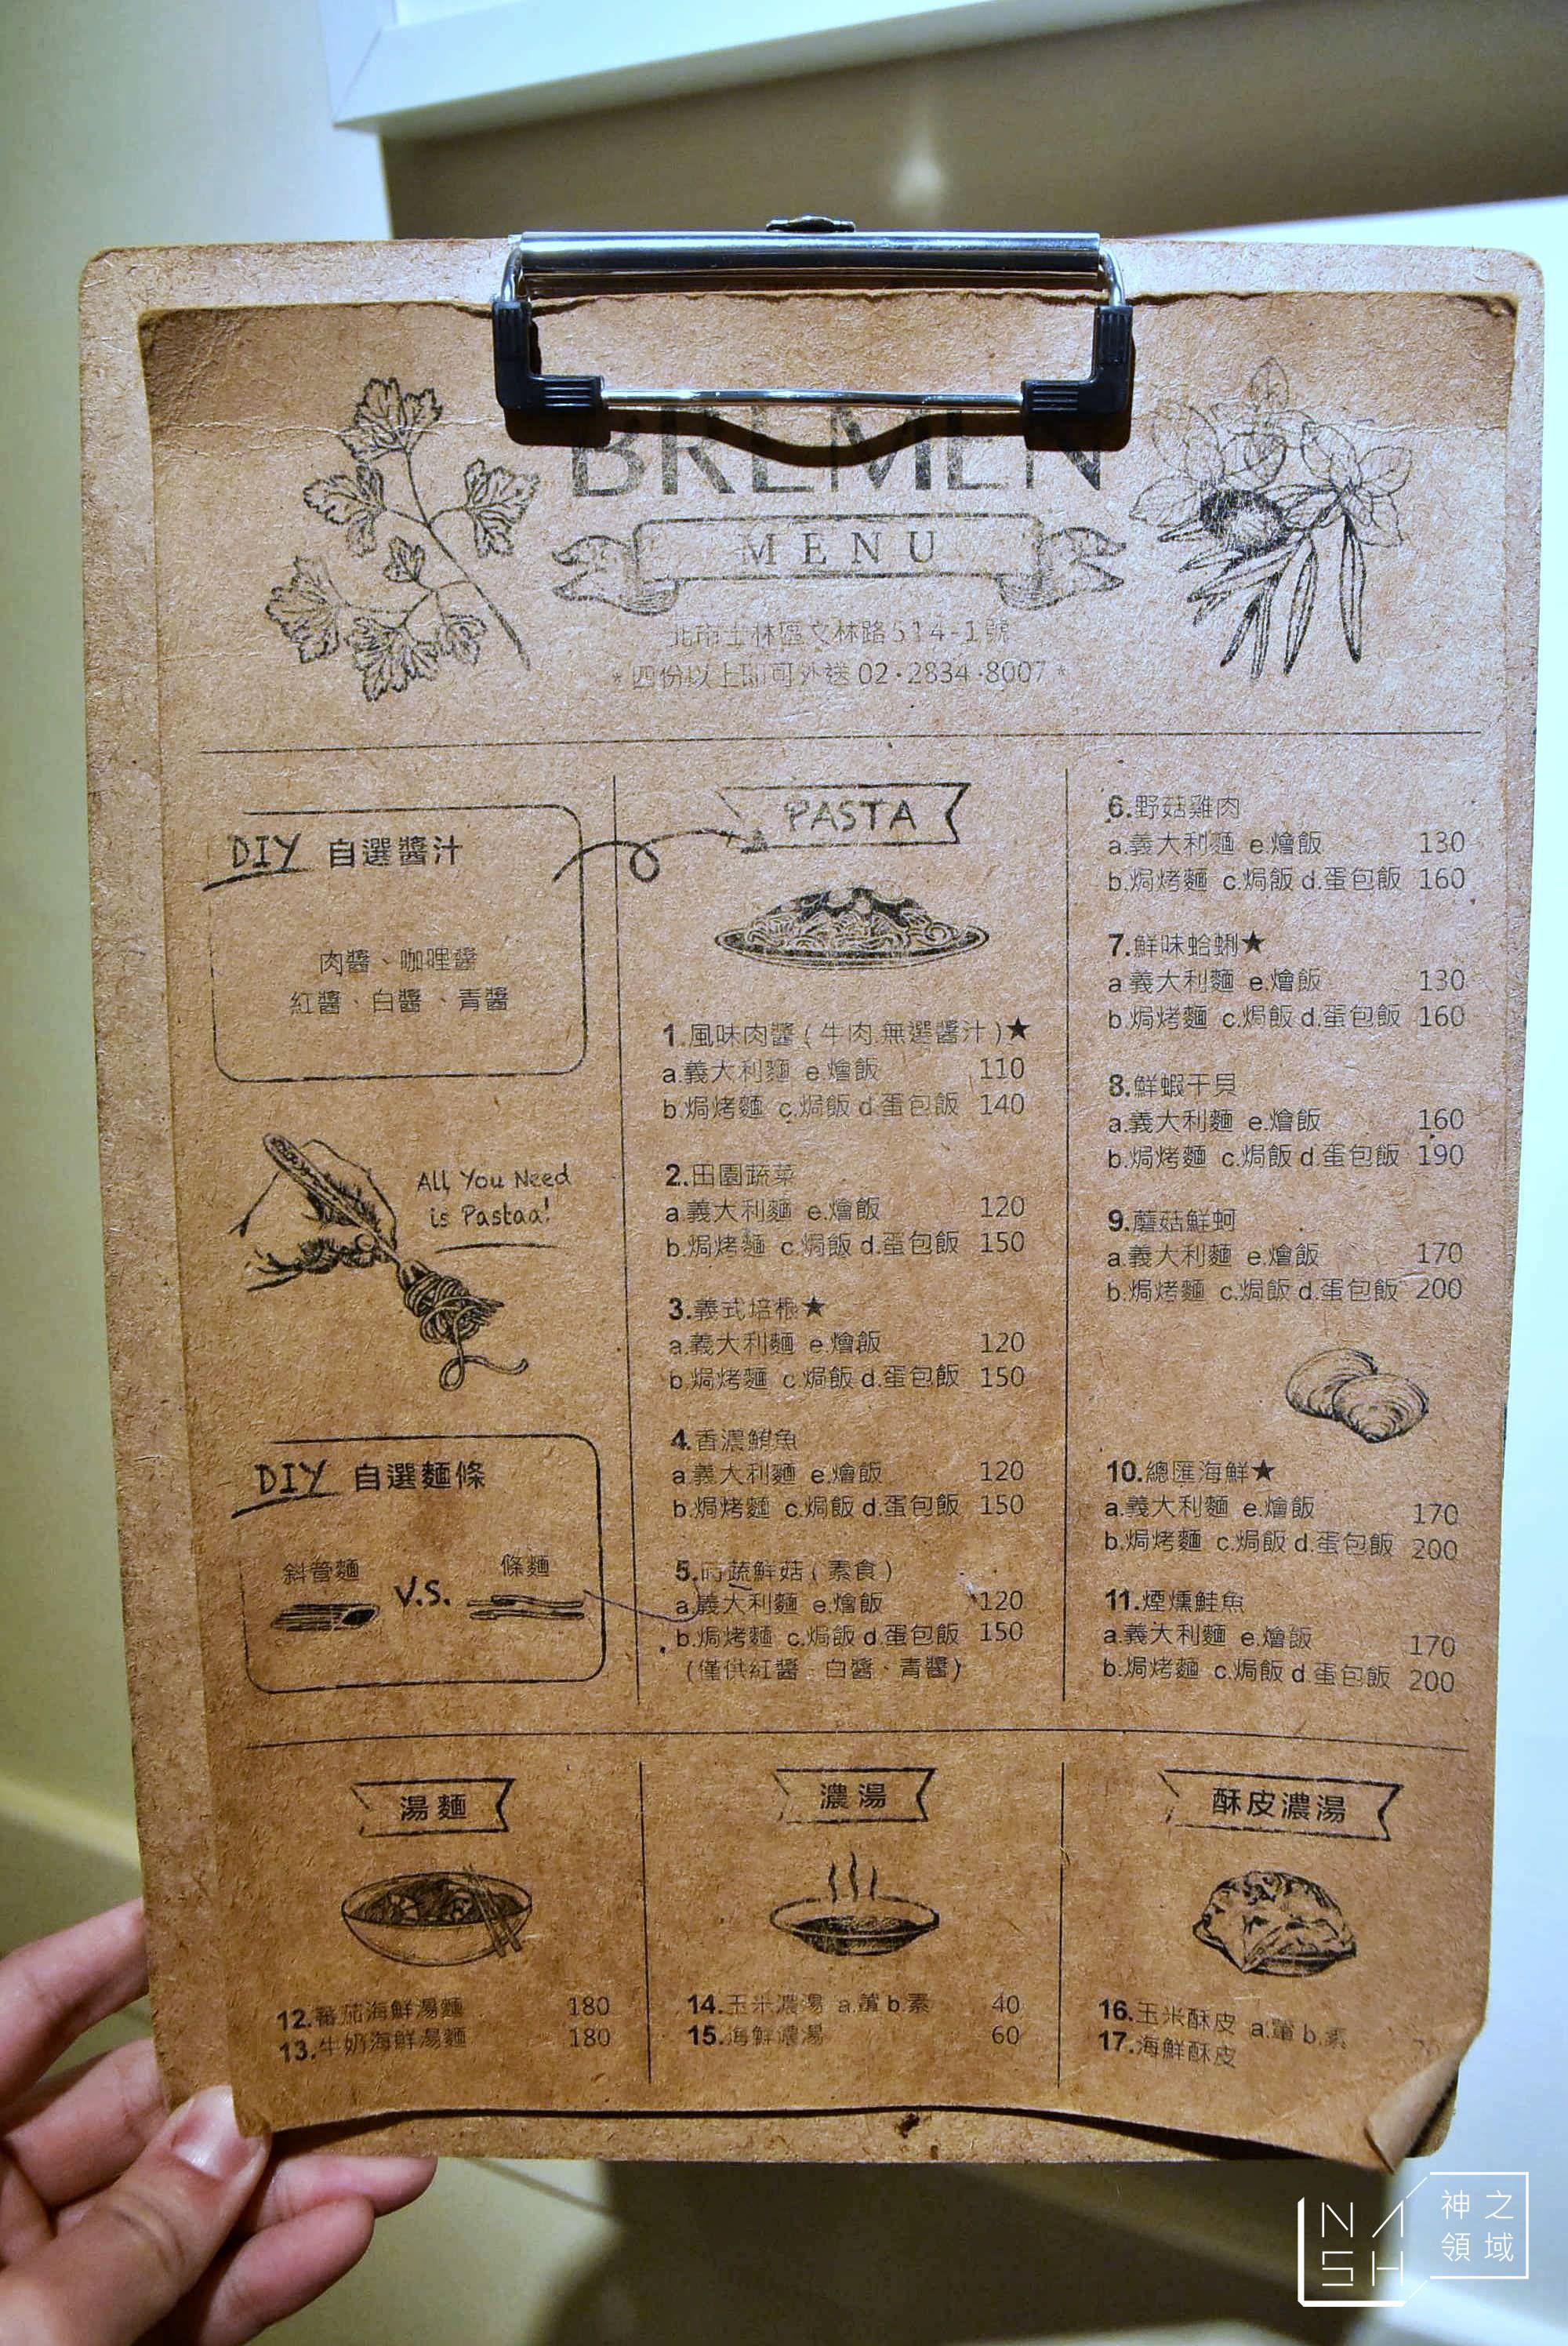 BREMEN
MENU
北市士林區文林路514-1號
*四份以上即可外送 02·2834·8007*
DIY 自選醬汁
肉醬、咖哩醬
紅醬、白醬、青醬
All You Need
is Pastaa!
DIY 自選麵條
斜管麵 V.S. 條麵
PASTA
1.風味肉醬(牛肉.無選醬汁)★
a.義大利麵 e.燴飯 110
b.焗烤麵 c.焗飯 d.蛋包飯 140
2.田園蔬菜
a.義大利麵 e.燴飯 120
b.焗烤麵 c.焗飯 d.蛋包飯 150
3.義式培根★
a.義大利麵 e.燴飯 120
b.焗烤麵 c.焗飯 d.蛋包飯 150
4.香濃鮪魚
a.義大利麵 e.燴飯 120
b.焗烤麵 c.焗飯 d.蛋包飯 150
5.時蔬鮮菇(素食)
a.義大利麵 e.燴飯 120
b.焗烤麵 c.焗飯 d.蛋包飯 150
(僅供紅醬、白醬、青醬)
6.野菇雞肉
a.義大利麵 e.燴飯 130
b.焗烤麵 c.焗飯 d.蛋包飯 160
7.鮮味蛤蜊★
a.義大利麵 e.燴飯 130
b.焗烤麵 c.焗飯 d.蛋包飯 160
8.鮮蝦干貝
a.義大利麵 e.燴飯 160
b.焗烤麵 c.焗飯 d.蛋包飯 190
9.蘑菇鮮蚵
a.義大利麵 e.燴飯 170
b.焗烤麵 c.焗飯 d.蛋包飯 200
10.總匯海鮮★
a.義大利麵 e.燴飯 170
b.焗烤麵 c.焗飯 d.蛋包飯 200
11.煙燻鮭魚
a.義大利麵 e.燴飯 170
b.焗烤麵 c.焗飯 d.蛋包飯 200
湯麵
12.蕃茄海鮮湯麵 180
13.牛奶海鮮湯麵 180
濃湯
14.玉米濃湯 a.葷 b.素 40
15.海鮮濃湯 60
酥皮濃湯
16.玉米酥皮 a.葷 b.素
17.海鮮酥皮
NASH
神之
領域